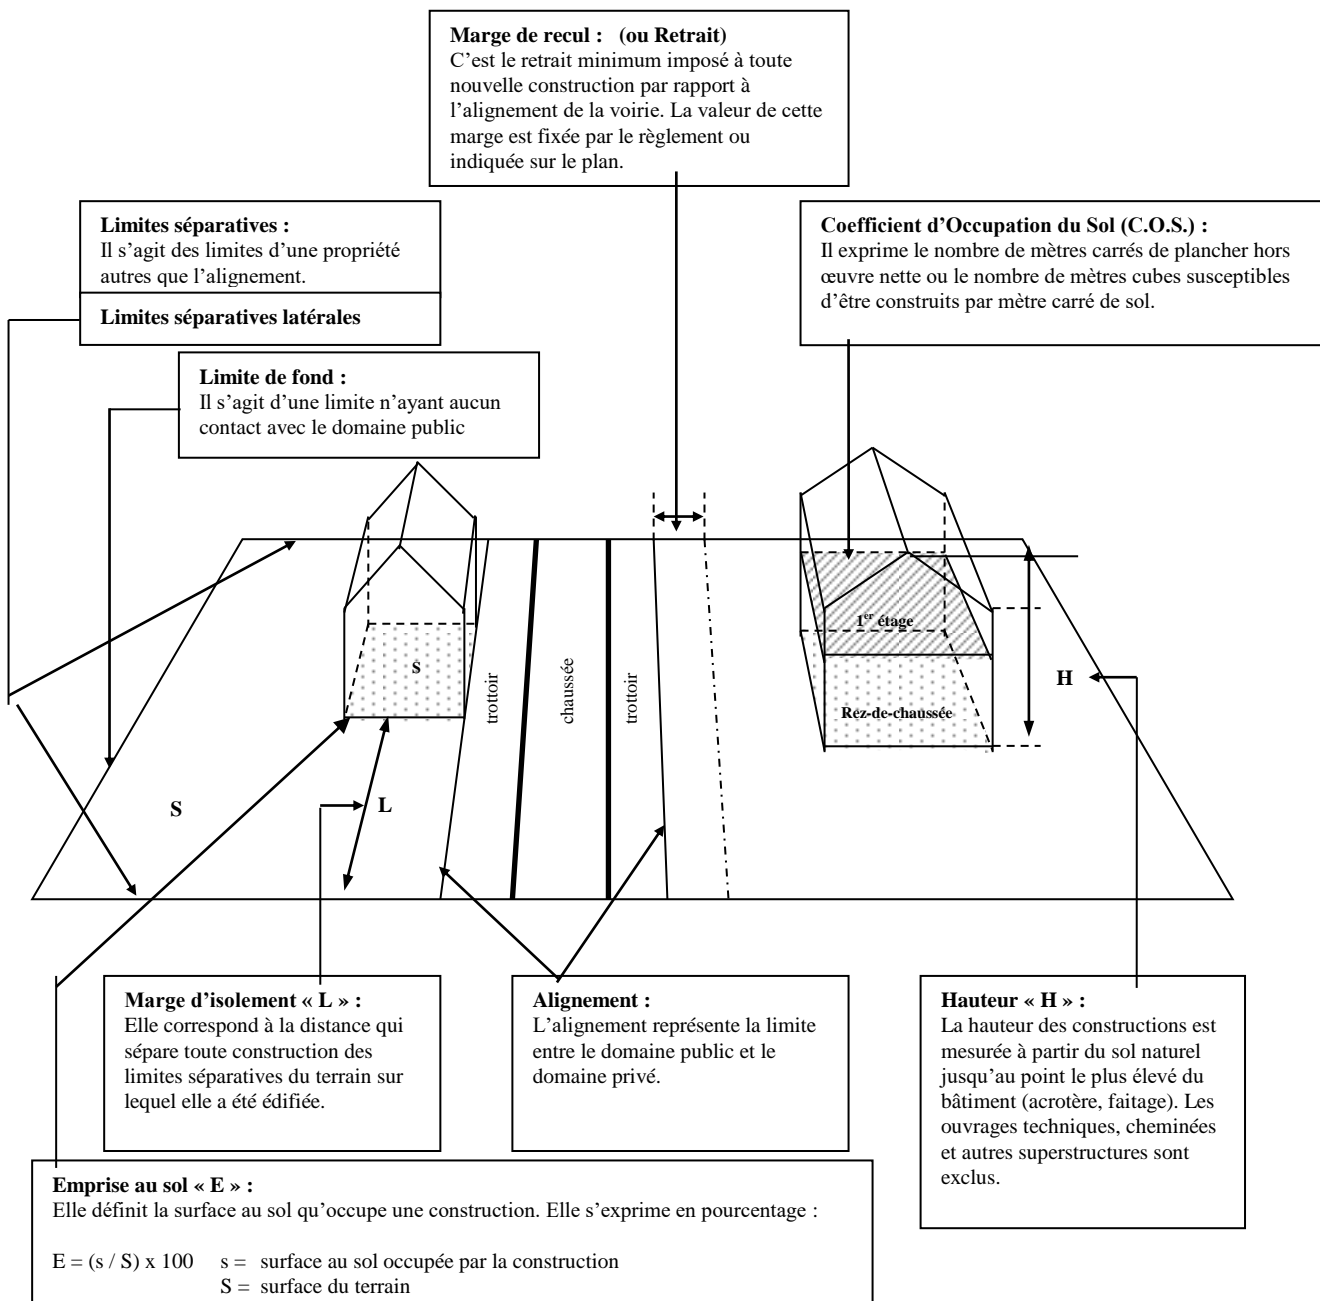 Marge de recul : (ou Retrait)
C’est le retrait minimum imposé à toute
nouvelle construction par rapport à
l’alignement de la voirie. La valeur de cette
marge est fixée par le règlement ou
indiquée sur le plan.
Limites séparatives :
Il s’agit des limites d’une propriété
autres que l’alignement.
Limites séparatives latérales
Coefficient d’Occupation du Sol (C.O.S.) :
Il exprime le nombre de mètres carrés de plancher hors
œuvre nette ou le nombre de mètres cubes susceptibles
d’être construits par mètre carré de sol.
Limite de fond :
Il s’agit d’une limite n’ayant aucun
contact avec le domaine public
1er étage
S
trottoir
chaussée
trottoir
H
Rez-de-chaussée
S
L
Marge d’isolement « L » :
Elle correspond à la distance qui
sépare toute construction des
limites séparatives du terrain sur
lequel elle a été édifiée.
Alignement :
L’alignement représente la limite
entre le domaine public et le
domaine privé.
Hauteur « H » :
La hauteur des constructions est
mesurée à partir du sol naturel
jusqu’au point le plus élevé du
bâtiment (acrotère, faitage). Les
ouvrages techniques, cheminées
et autres superstructures sont
exclus.
Emprise au sol « E » :
Elle définit la surface au sol qu’occupe une construction. Elle s’exprime en pourcentage :
E = (s / S) x 100 s = surface au sol occupée par la construction
S = surface du terrain